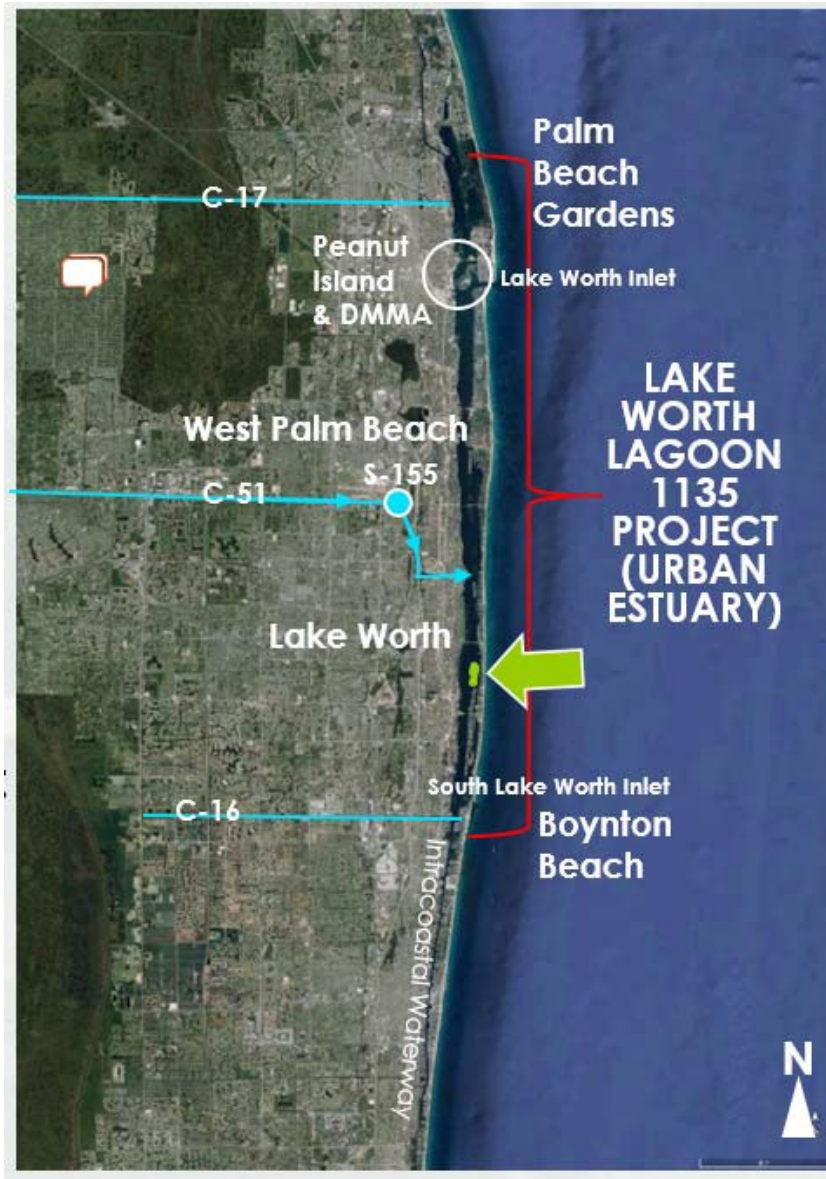 Palm
Beach
Gardens
C-17
Peanut
Island
& DMMA
Lake Worth Inlet
LAKE
WORTH
LAGOON
1135
PROJECT
(URBAN
ESTUARY)
West Palm Beach
S-155
C-51
Lake Worth
South Lake Worth Inlet
C-16
Boynton
Beach
Intracoastal Waterway
N